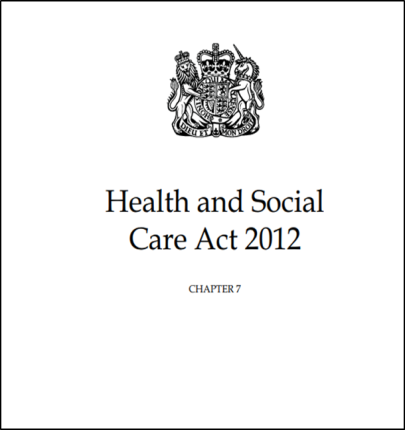 DIEU ET MON DROIT
Health and Social
Care Act 2012
CHAPTER 7